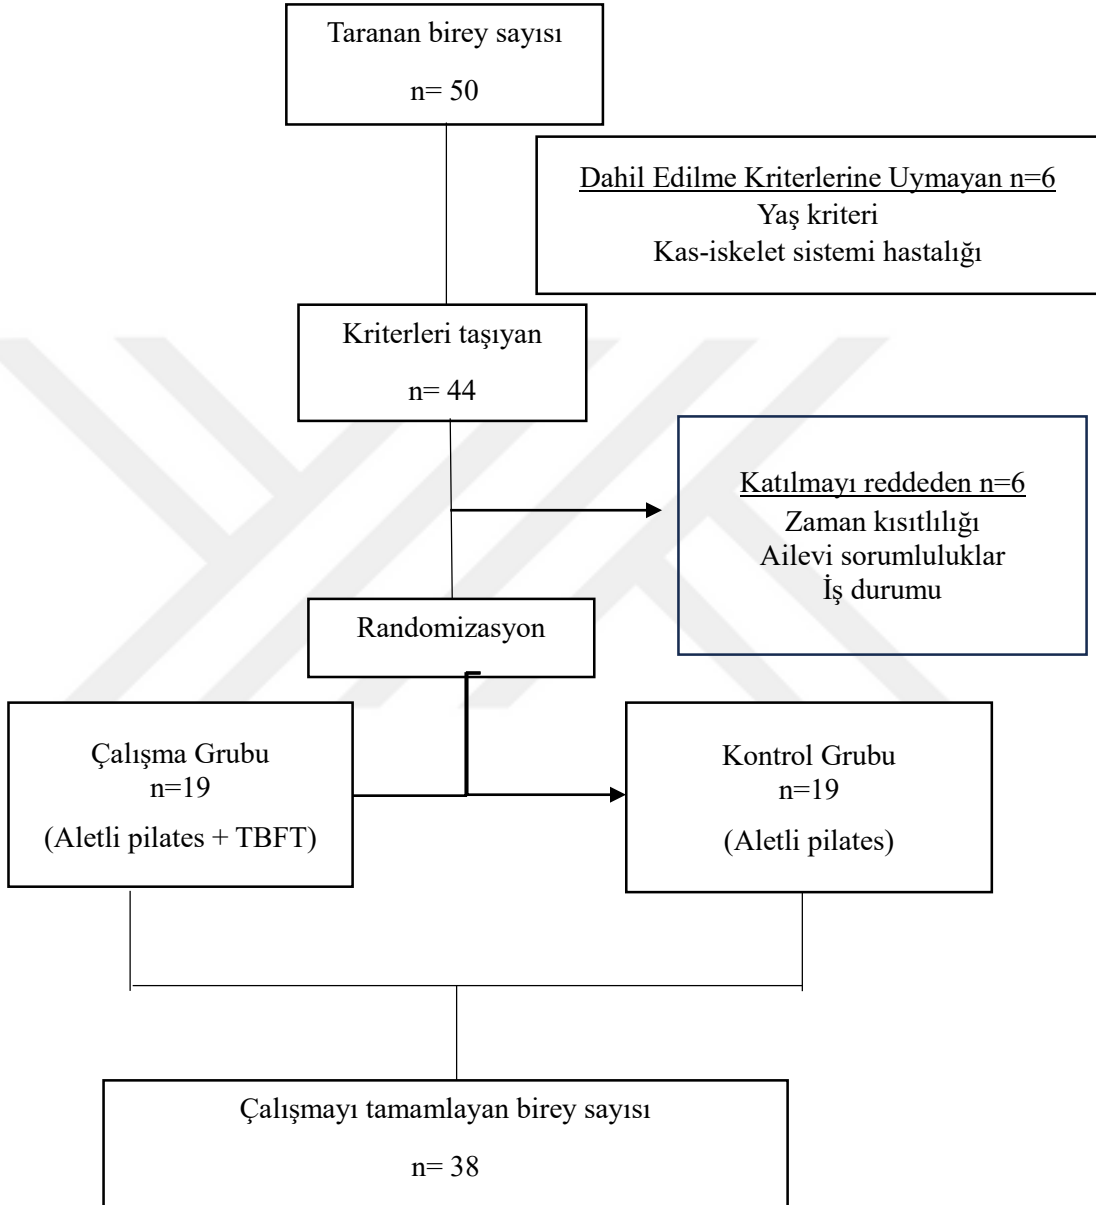 Taranan birey sayısı
n= 50
Dahil Edilme Kriterlerine Uymayan n=6
Yaş kriteri
Kas-iskelet sistemi hastalığı
Kriterleri taşıyan
n= 44
Katılmayı reddeden n=6
Zaman kısıtlılığı
Ailevi sorumluluklar
İş durumu
Randomizasyon
Çalışma Grubu
n=19
(Aletli pilates + TBFT)
Kontrol Grubu
n=19
(Aletli pilates)
Çalışmayı tamamlayan birey sayısı
n= 38